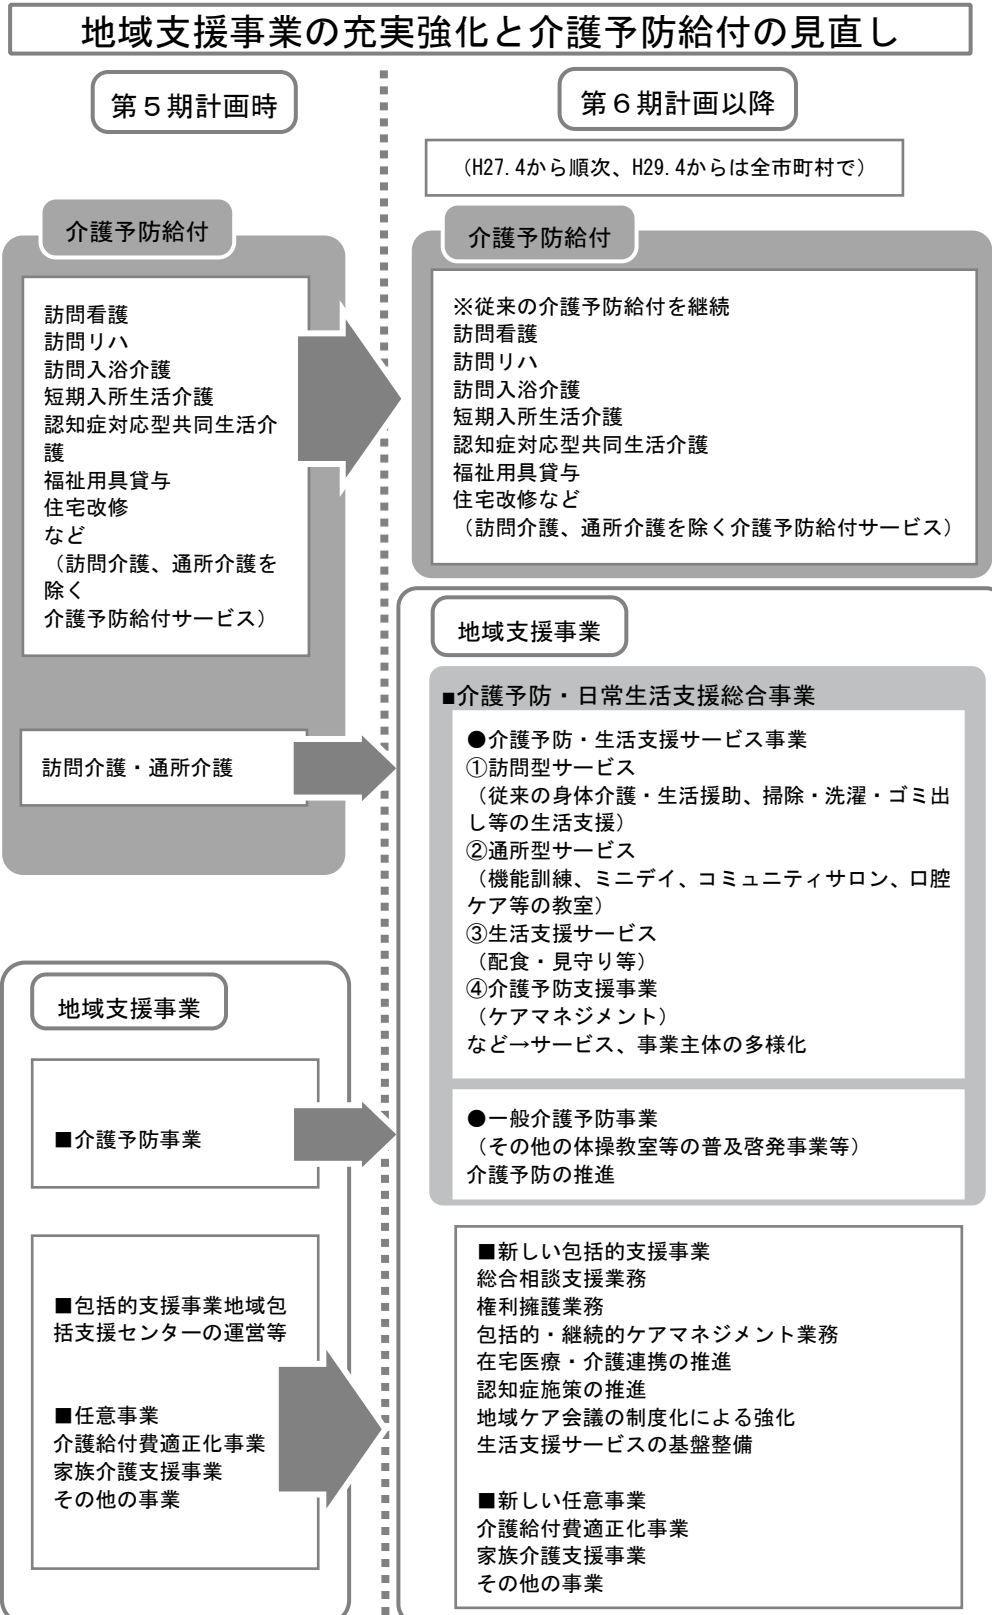 地域支援事業の充実強化と介護予防給付の見直し
第５期計画時
第６期計画以降
（H27.4から順次、H29.4からは全市町村で）
介護予防給付
訪問看護
訪問リハ
訪問入浴介護
短期入所生活介護
認知症対応型共同生活介
護
福祉用具貸与
住宅改修
など
（訪問介護、通所介護を
除く
介護予防給付サービス）
訪問介護・通所介護
介護予防給付
※従来の介護予防給付を継続
訪問看護
訪問リハ
訪問入浴介護
短期入所生活介護
認知症対応型共同生活介護
福祉用具貸与
住宅改修など
（訪問介護、通所介護を除く介護予防給付サービス）
地域支援事業
■介護予防事業
■包括的支援事業地域包
括支援センターの運営等
■任意事業
介護給付費適正化事業
家族介護支援事業
その他の事業
地域支援事業
■介護予防・日常生活支援総合事業
●介護予防・生活支援サービス事業
①訪問型サービス
（従来の身体介護・生活援助、掃除・洗濯・ゴミ出
し等の生活支援）
②通所型サービス
（機能訓練、ミニデイ、コミュニティサロン、口腔
ケア等の教室）
③生活支援サービス
（配食・見守り等）
④介護予防支援事業
（ケアマネジメント）
など→サービス、事業主体の多様化
●一般介護予防事業
（その他の体操教室等の普及啓発事業等）
介護予防の推進
■新しい包括的支援事業
総合相談支援業務
権利擁護業務
包括的・継続的ケアマネジメント業務
在宅医療・介護連携の推進
認知症施策の推進
地域ケア会議の制度化による強化
生活支援サービスの基盤整備
■新しい任意事業
介護給付費適正化事業
家族介護支援事業
その他の事業